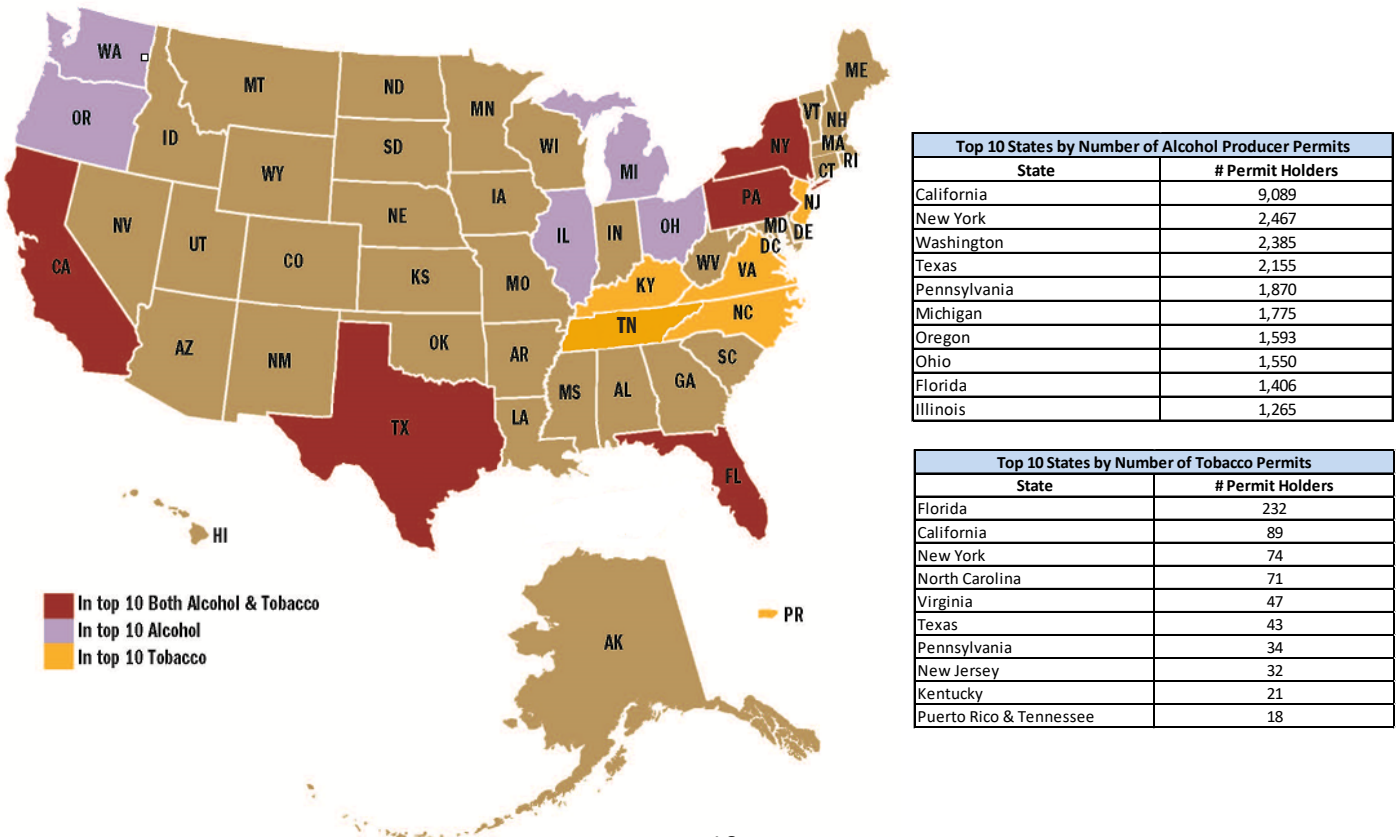 WA
MT
ND
MN
ME
OR
ID
SD
WI
VT
NH
NY
MA
RI
CT
WY
MI
IA
PA
NJ
NE
NV
UT
CO
IL
IN
OH
MD
DE
DC
WV
VA
CA
KS
MO
KY
NC
TN
AZ
NM
OK
AR
SC
MS
AL
GA
TX
LA
FL
HI
AK
PR
In top 10 Both Alcohol & Tobacco
In top 10 Alcohol
In top 10 Tobacco
Top 10 States by Number of Alcohol Producer Permits
State # Permit Holders
California 9,089
New York 2,467
Washington 2,385
Texas 2,155
Pennsylvania 1,870
Michigan 1,775
Oregon 1,593
Ohio 1,550
Florida 1,406
Illinois 1,265
Top 10 States by Number of Tobacco Permits
State # Permit Holders
Florida 232
California 89
New York 74
North Carolina 71
Virginia 47
Texas 43
Pennsylvania 34
New Jersey 32
Kentucky 21
Puerto Rico & Tennessee 18